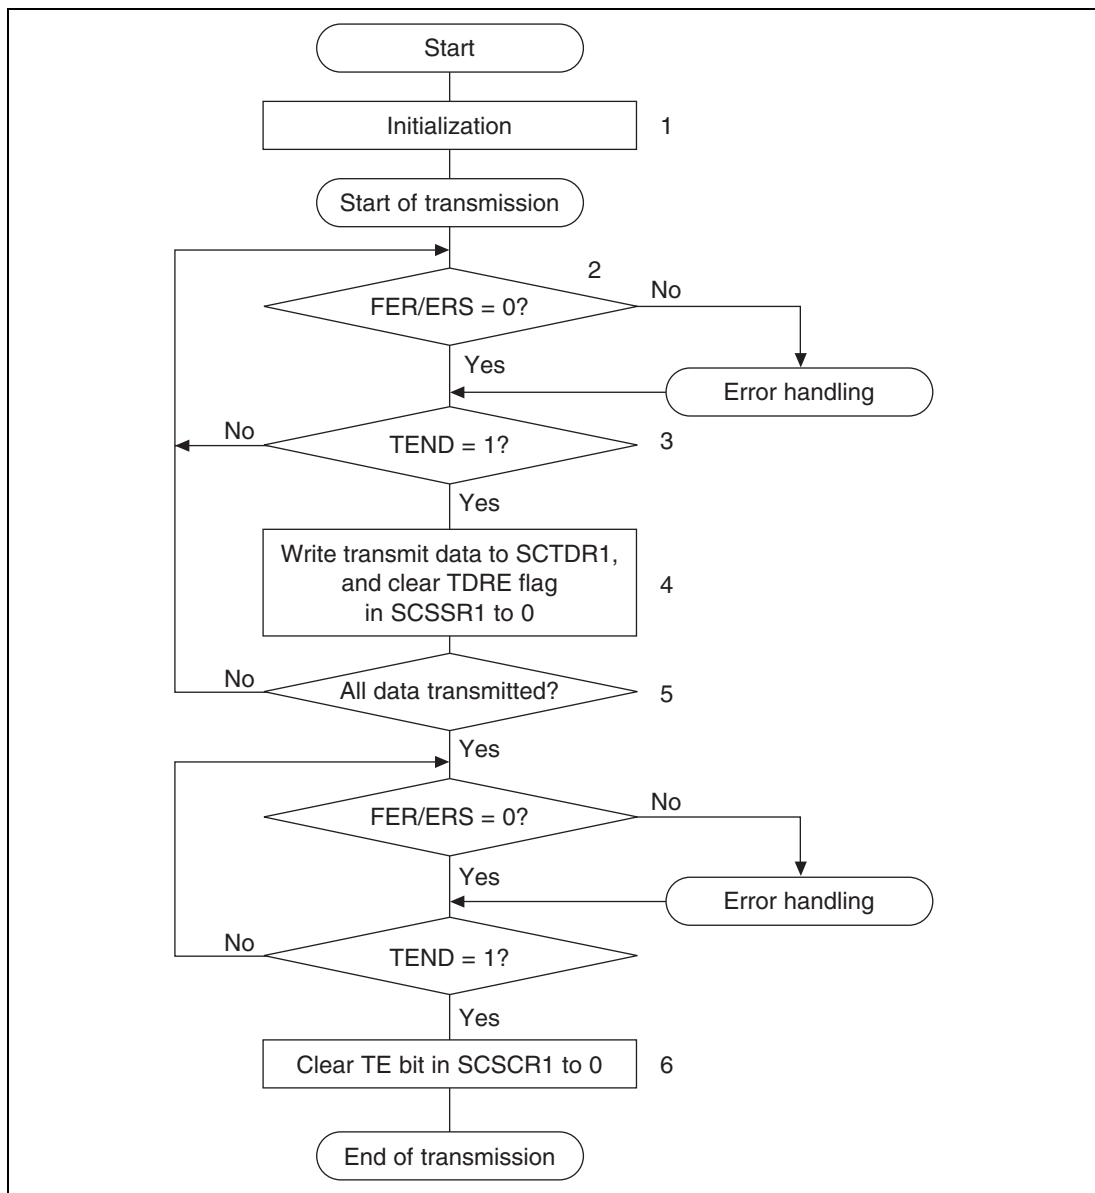 Start
Initialization
1
Start of transmission
2
FER/ERS = 0?
No
Yes
Error handling
No
TEND = 1?
3
Yes
Write transmit data to SCTDR1,
and clear TDRE flag
in SCSSR1 to 0
4
No
All data transmitted?
5
Yes
FER/ERS = 0?
No
Yes
Error handling
No
TEND = 1?
Yes
Clear TE bit in SCSCR1 to 0
6
End of transmission